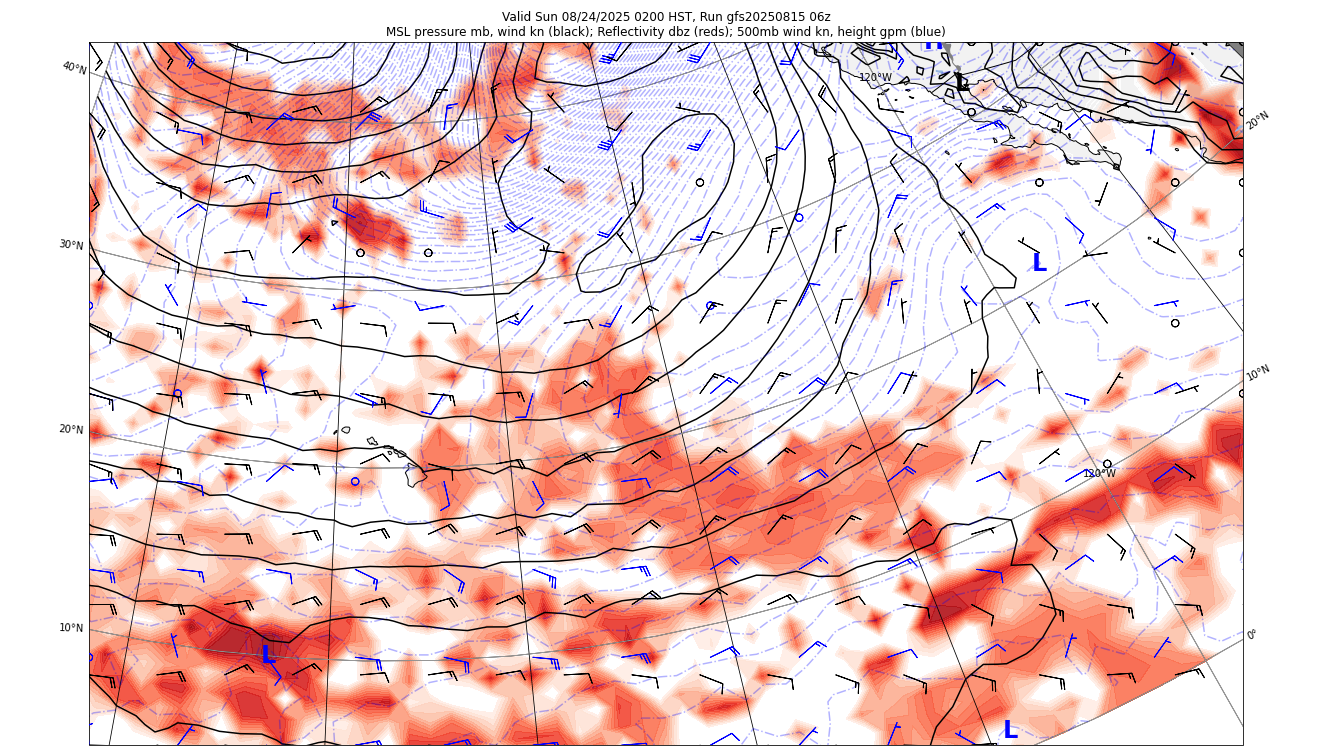 Valid Sun 08/24/2025 0200 HST, Run gfs20250815 06z
MSL pressure mb, wind kn (black); Reflectivity dbz (reds); 500mb wind kn, height gpm (blue)
H
40°N
120°W
L
20°N
30°N
L
10°N
20°N
120°W
10°N
0°
L
L